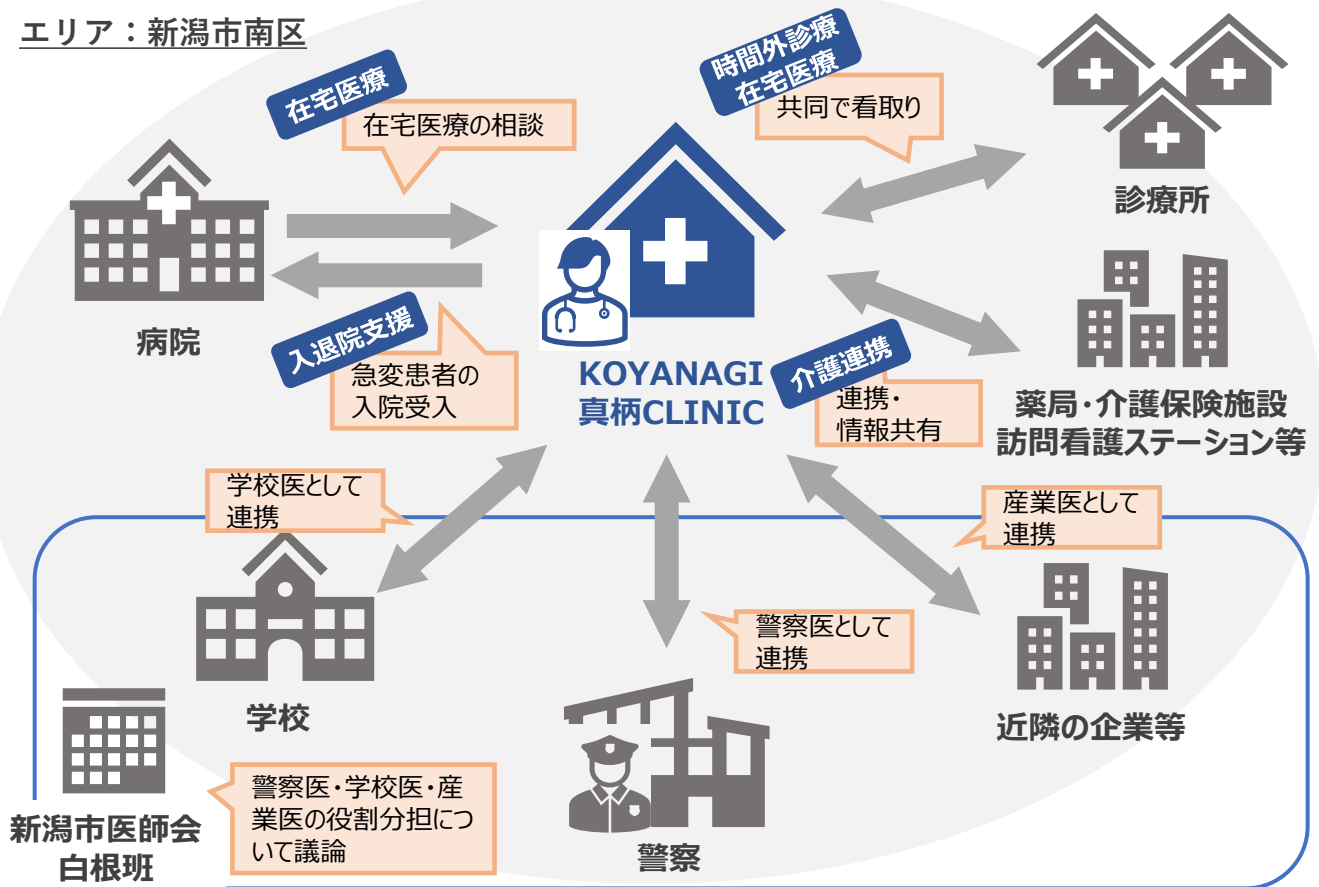 エリア：新潟市南区
在宅医療
在宅医療の相談
時間外診療
在宅医療
共同で看取り
診療所
病院
入退院支援
急変患者の
入院受入
KOYANAGI
真柄CLINIC
介護連携
連携・
情報共有
薬局・介護保険施設
訪問看護ステーション等
学校医として
連携
産業医として
連携
警察医として
連携
学校
近隣の企業等
新潟市医師会
白根班
警察医・学校医・産
業医の役割分担につ
いて議論
警察